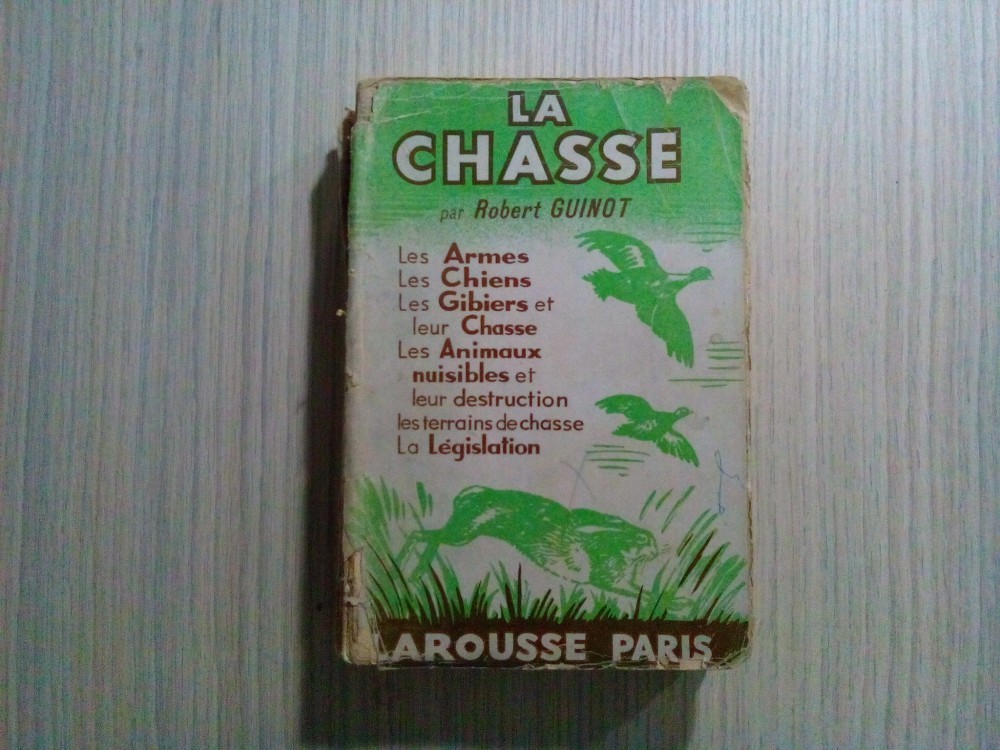 LA
CHASSE
par Robert GUINOT
Les Armes
Les Chiens
Les Gibiers et
leur Chasse
Les Animaux
nuisibles et
leur destruction
les terrains de chasse
La Législation
AROUSSE PARIS